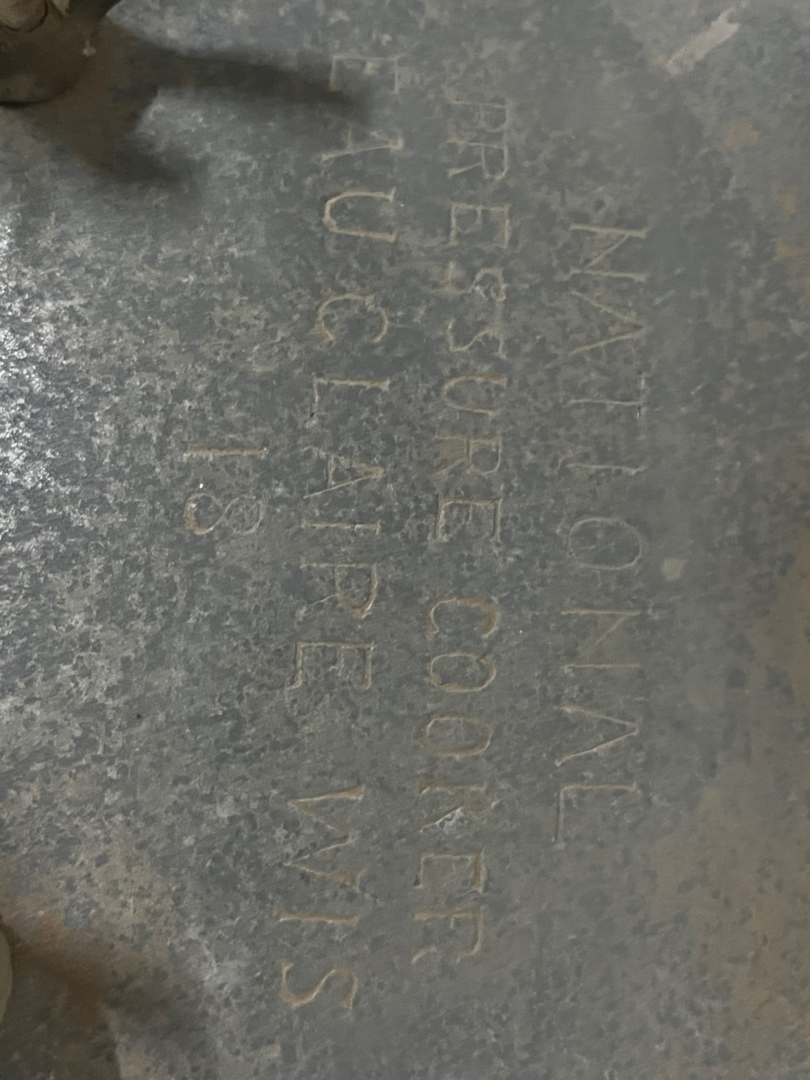 NATIONAL
PRESSURE COOKER
EAU CLAIRE WIS
18